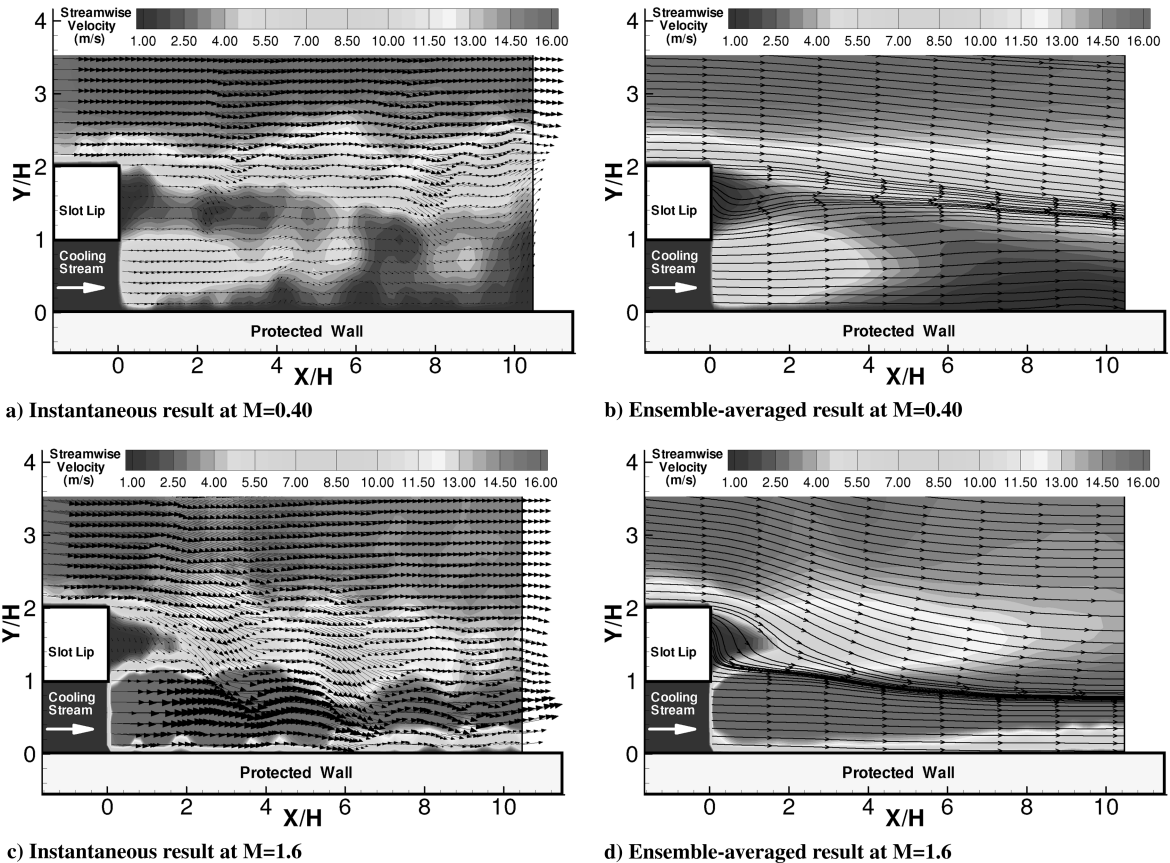 Streamwise
Velocity
(m/s)
1.00 2.50 4.00 5.50 7.00 8.50 10.00 11.50 13.00 14.50 16.00
4
3
2
1
0
Y/H
Slot Lip
Cooling
Stream
Protected Wall
0 2 4 6 8 10
X/H
a) Instantaneous result at M=0.40
Streamwise
Velocity
(m/s)
1.00 2.50 4.00 5.50 7.00 8.50 10.00 11.50 13.00 14.50 16.00
4
3
2
1
0
Y/H
Slot Lip
Cooling
Stream
Protected Wall
0 2 4 6 8 10
X/H
b) Ensemble-averaged result at M=0.40
Streamwise
Velocity
(m/s)
1.00 2.50 4.00 5.50 7.00 8.50 10.00 11.50 13.00 14.50 16.00
4
3
2
1
0
Y/H
Slot Lip
Cooling
Stream
Protected Wall
0 2 4 6 8 10
X/H
c) Instantaneous result at M=1.6
Streamwise
Velocity
(m/s)
1.00 2.50 4.00 5.50 7.00 8.50 10.00 11.50 13.00 14.50 16.00
4
3
2
1
0
Y/H
Slot Lip
Cooling
Stream
Protected Wall
0 2 4 6 8 10
X/H
d) Ensemble-averaged result at M=1.6